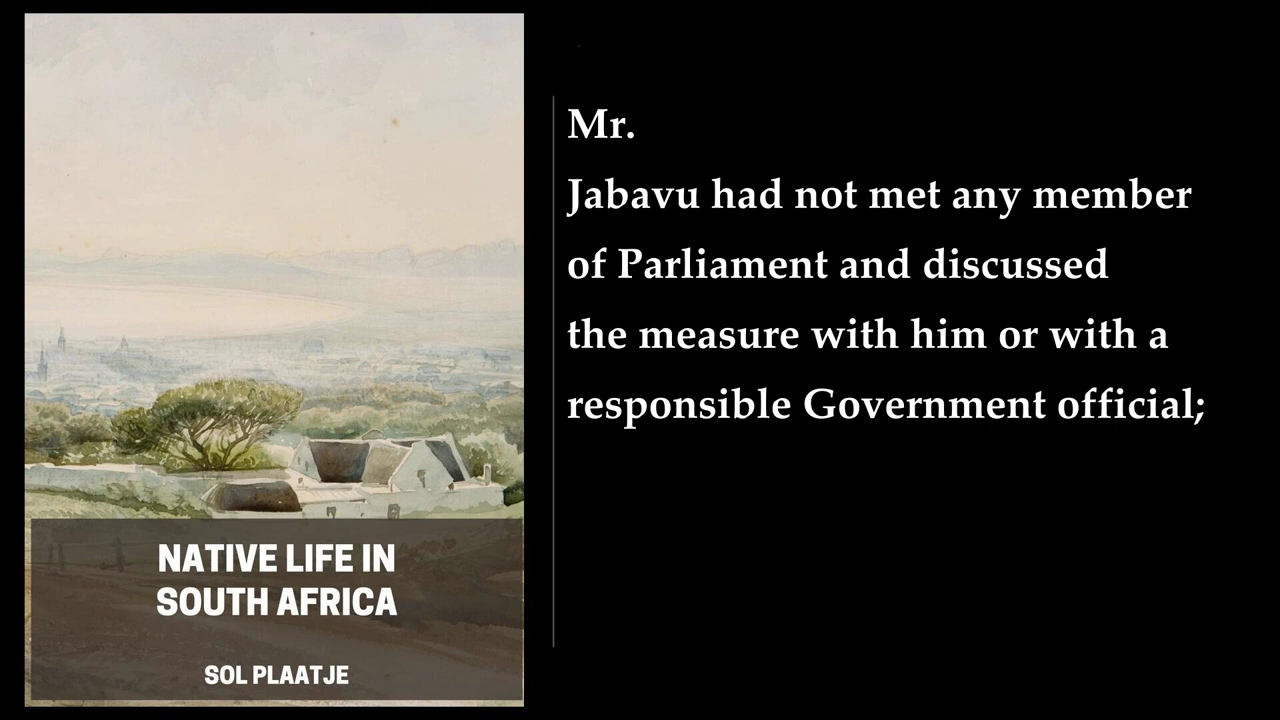 NATIVE LIFE IN
SOUTH AFRICA
SOL PLAATJE
Mr.
Jabavu had not met any member
of Parliament and discussed
the measure with him or with a
responsible Government official;